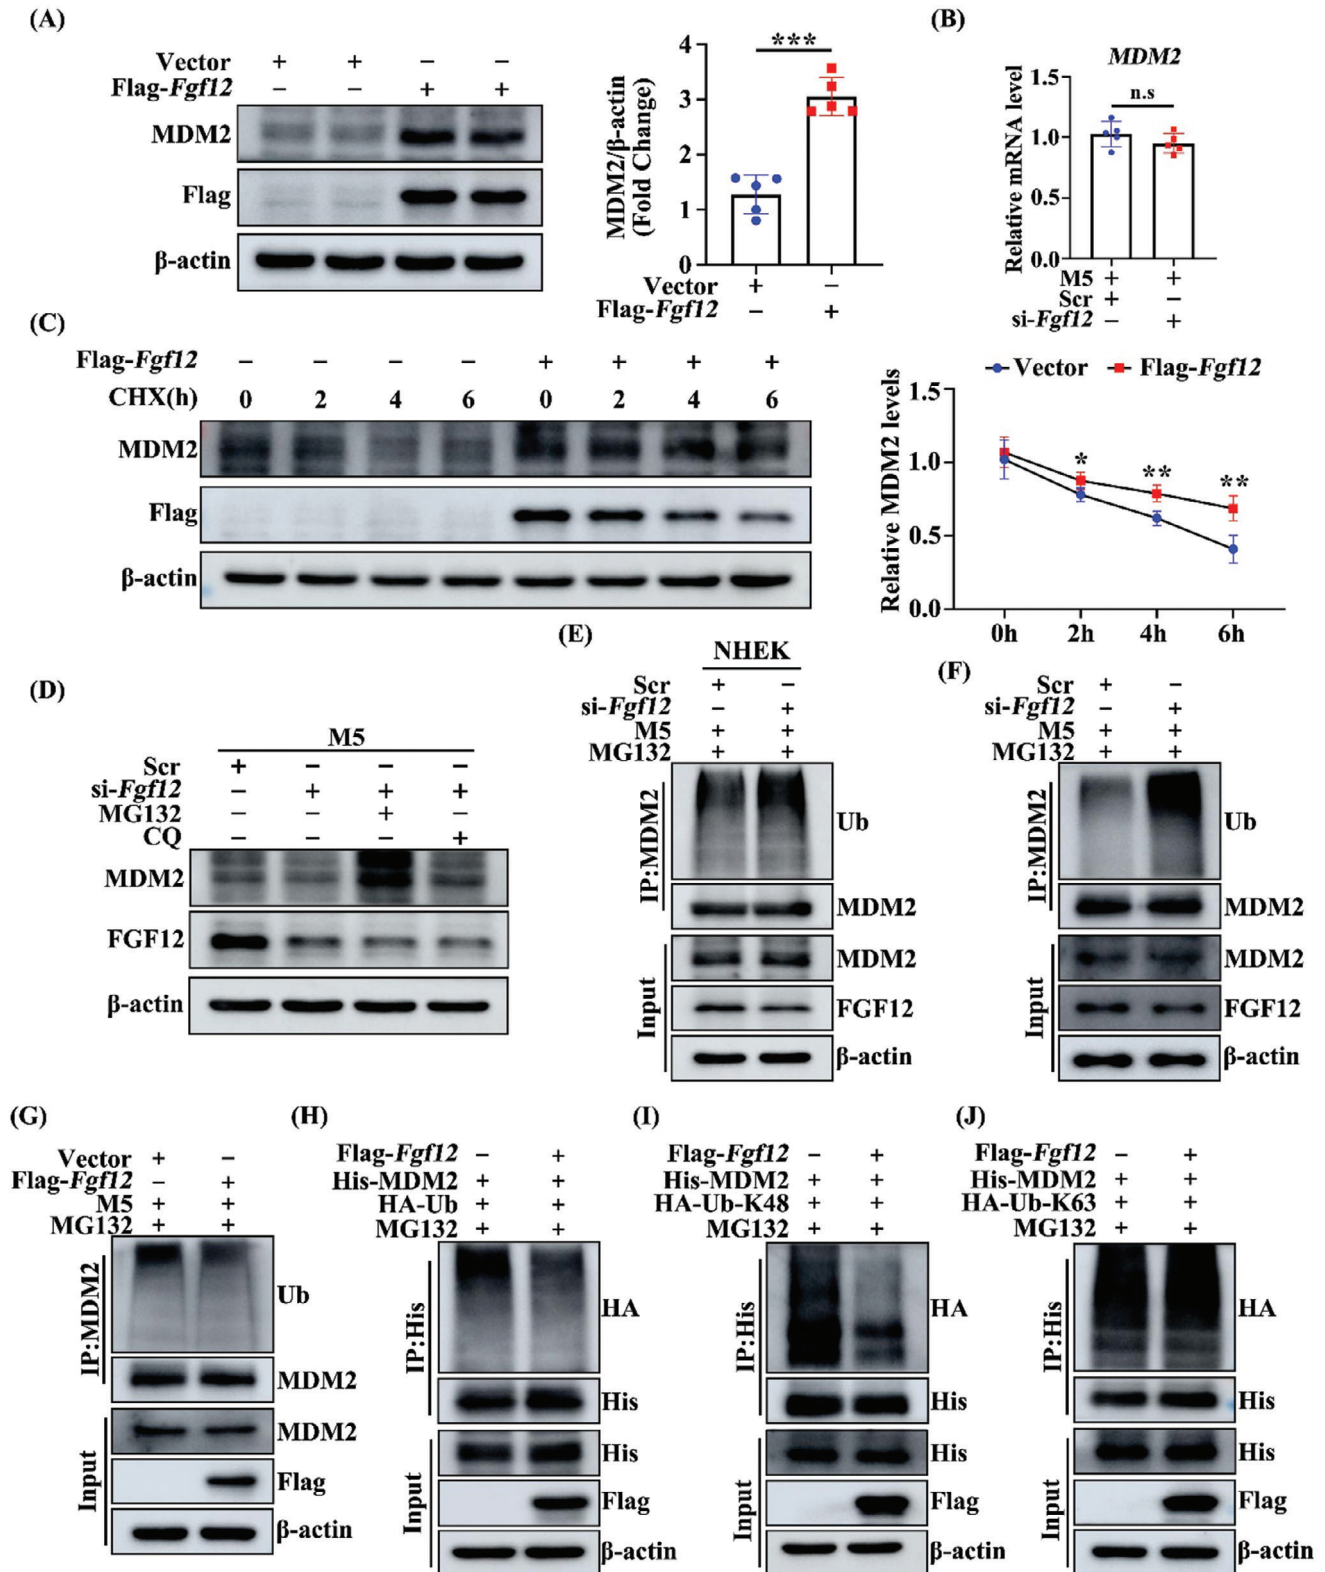 (A)
Vector + + – –
Flag-Fgf12 – – + +
MDM2
Flag
β-actin
MDM2/β-actin
(Fold Change)
4
3
2
1
0
***
Vector + –
Flag-Fgf12 – +
(B)
MDM2
Relative mRNA level
1.5
1.0
0.5
0.0
n.s
M5 + +
Scr + –
si-Fgf12 – +
(C)
Flag-Fgf12 – – – – + + + +
CHX(h) 0 2 4 6 0 2 4 6
MDM2
Flag
β-actin
Vector Flag-Fgf12
Relative MDM2 levels
1.5
1.0
0.5
0.0
* ** **
0h 2h 4h 6h
(D)
M5
Scr + – – –
si-Fgf12 – + + +
MG132 – – + –
CQ – – – +
MDM2
FGF12
β-actin
(E)
NHEK
Scr + –
si-Fgf12 – +
M5 + +
MG132 + +
IP:MDM2
Ub
MDM2
Input
MDM2
FGF12
β-actin
(F)
Scr + –
si-Fgf12 – +
M5 + +
MG132 + +
IP:MDM2
Ub
MDM2
Input
MDM2
FGF12
β-actin
(G)
Vector + –
Flag-Fgf12 – +
M5 + +
MG132 + +
IP:MDM2
Ub
MDM2
Input
MDM2
Flag
β-actin
(H)
Flag-Fgf12 – +
His-MDM2 + +
HA-Ub + +
MG132 + +
IP:His
HA
His
Input
His
Flag
β-actin
(I)
Flag-Fgf12 – +
His-MDM2 + +
HA-Ub-K48 + +
MG132 + +
IP:His
HA
His
Input
His
Flag
β-actin
(J)
Flag-Fgf12 – +
His-MDM2 + +
HA-Ub-K63 + +
MG132 + +
IP:His
HA
His
Input
His
Flag
β-actin